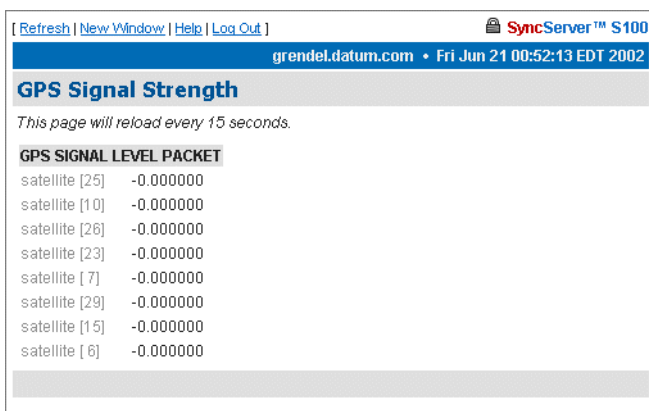 [ Refresh | New Window | Help | Log Out ] SyncServer™ S100
grendel.datum.com • Fri Jun 21 00:52:13 EDT 2002
GPS Signal Strength
This page will reload every 15 seconds.
GPS SIGNAL LEVEL PACKET
satellite [25] -0.000000
satellite [10] -0.000000
satellite [26] -0.000000
satellite [23] -0.000000
satellite [ 7] -0.000000
satellite [29] -0.000000
satellite [15] -0.000000
satellite [ 6] -0.000000